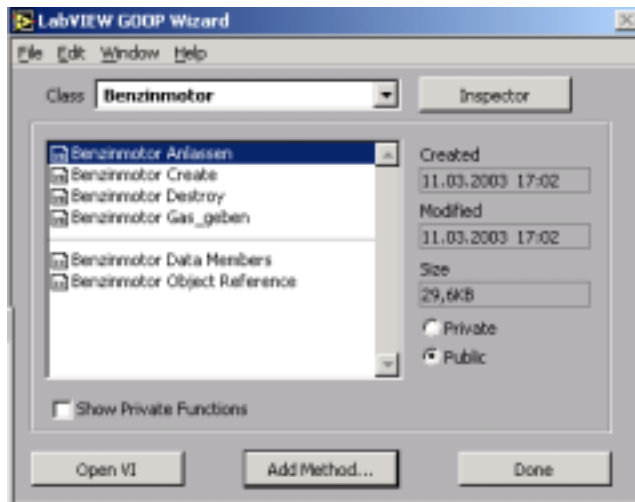 LabVIEW GOOP Wizard
File Edit Window Help
Class Benzinmotor Inspector
Benzinmotor Anlassen
Benzinmotor Create
Benzinmotor Destroy
Benzinmotor Gas_geben
Benzinmotor Data Members
Benzinmotor Object Reference
Created
11.03.2003 17:02
Modified
11.03.2003 17:02
Size
29,6KB
Private
Public
Show Private Functions
Open VI Add Method... Done